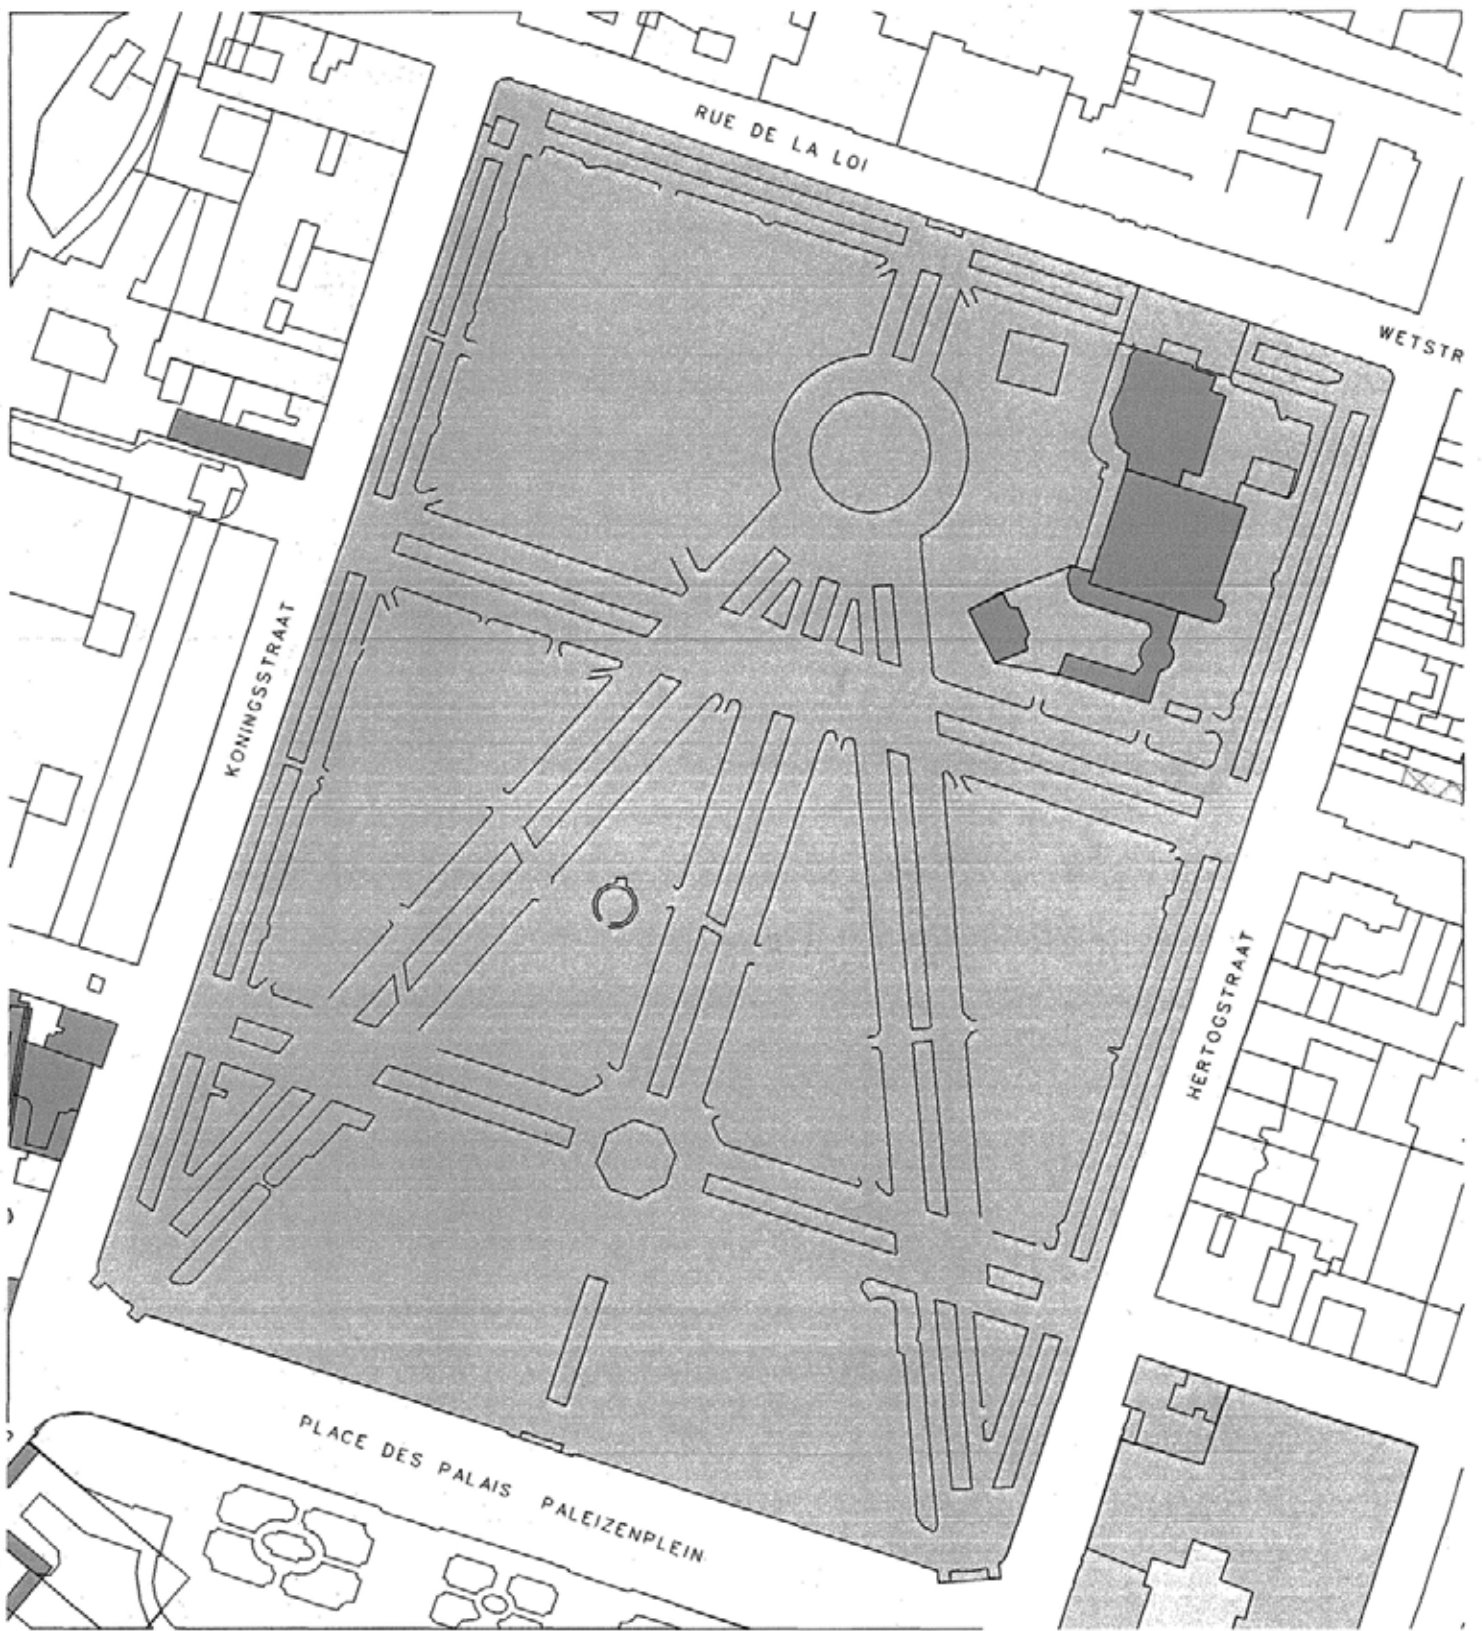 RUE DE LA LOI
WETSTR
KONINGSSTRAAT
HERTOGSTRAAT
PLACE DES PALAIS PALEIZENPLEIN